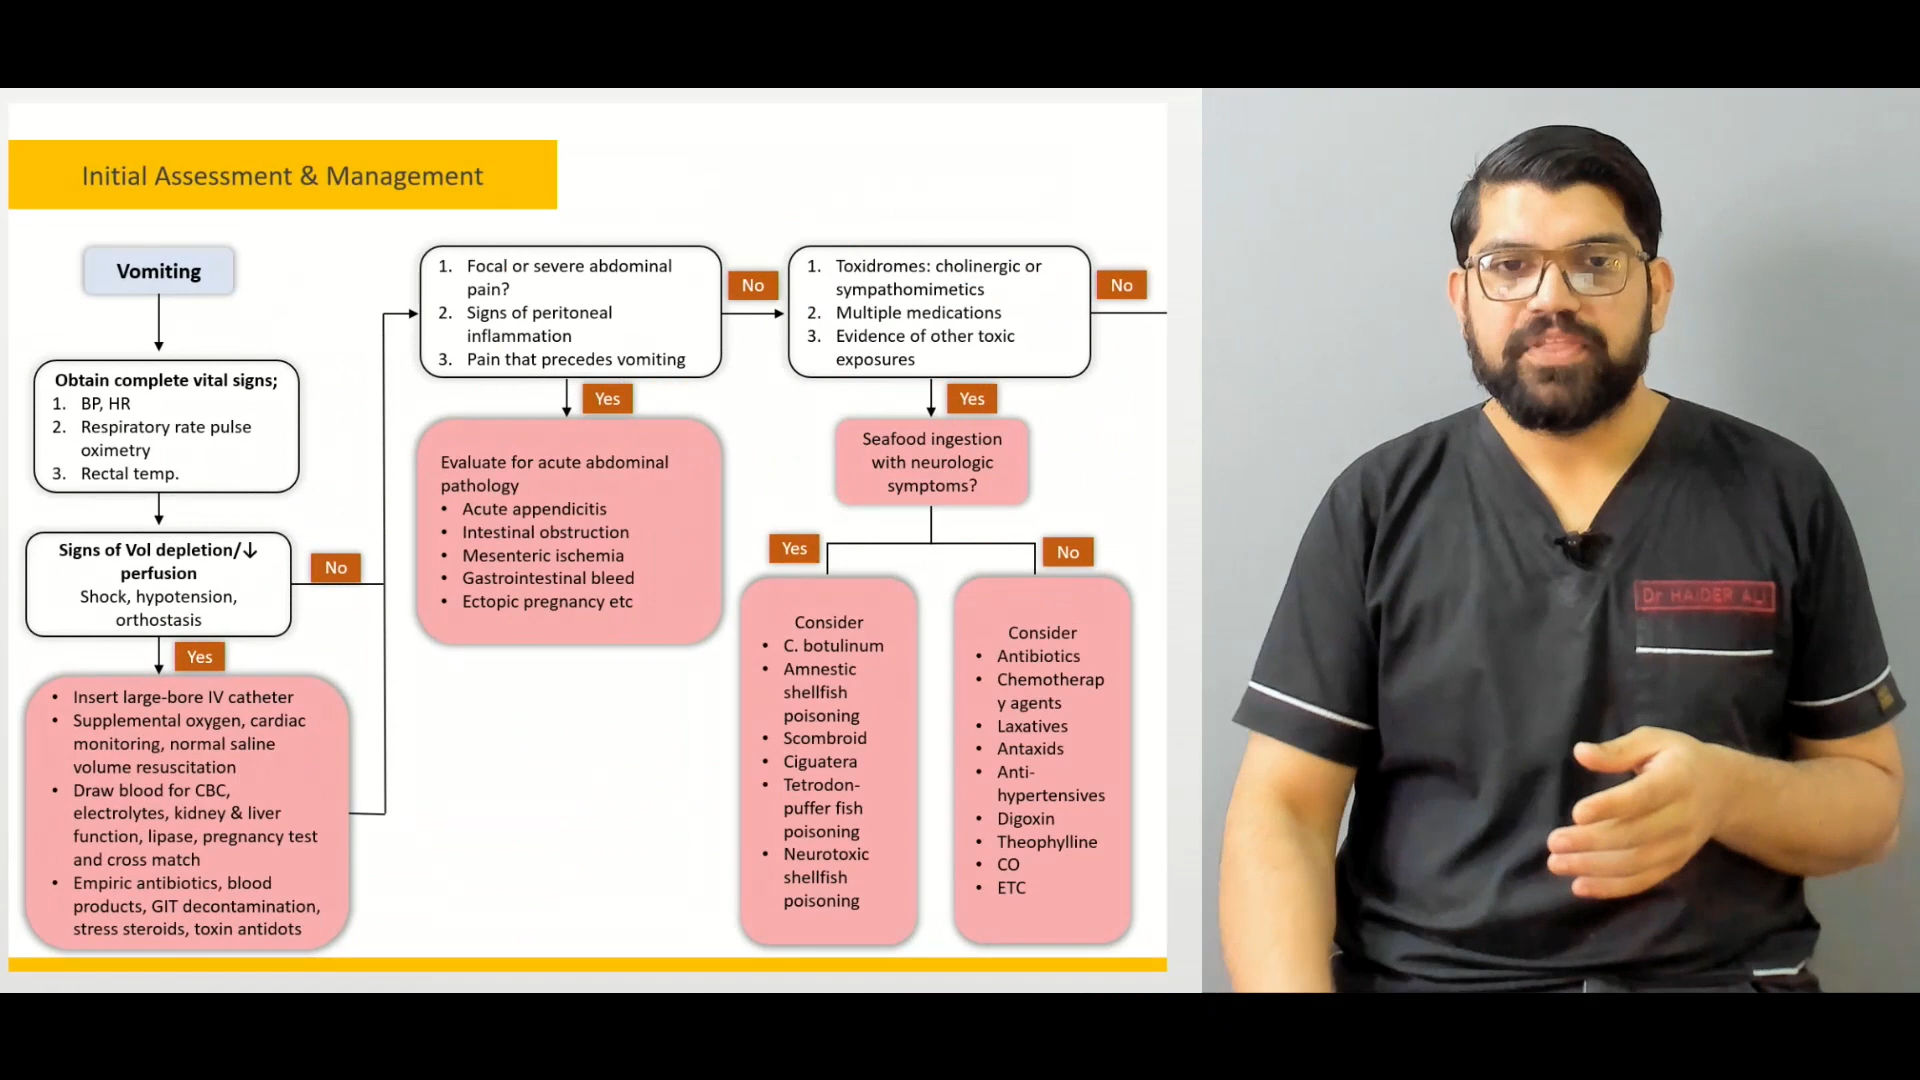 Initial Assessment & Management
Vomiting
Obtain complete vital signs;
1. BP, HR
2. Respiratory rate pulse
oximetry
3. Rectal temp.
Signs of Vol depletion/↓
perfusion
Shock, hypotension,
orthostasis
No
Yes
• Insert large-bore IV catheter
• Supplemental oxygen, cardiac
monitoring, normal saline
volume resuscitation
• Draw blood for CBC,
electrolytes, kidney & liver
function, lipase, pregnancy test
and cross match
• Empiric antibiotics, blood
products, GIT decontamination,
stress steroids, toxin antidots
1. Focal or severe abdominal
pain?
2. Signs of peritoneal
inflammation
3. Pain that precedes vomiting
No
Yes
Evaluate for acute abdominal
pathology
• Acute appendicitis
• Intestinal obstruction
• Mesenteric ischemia
• Gastrointestinal bleed
• Ectopic pregnancy etc
1. Toxidromes: cholinergic or
sympathomimetics
2. Multiple medications
3. Evidence of other toxic
exposures
No
Yes
Seafood ingestion
with neurologic
symptoms?
Yes
No
Consider
• C. botulinum
• Amnestic
shellfish
poisoning
• Scombroid
• Ciguatera
• Tetrodon-
puffer fish
poisoning
• Neurotoxic
shellfish
poisoning
Consider
• Antibiotics
• Chemotherap
y agents
• Laxatives
• Antaxids
• Anti-
hypertensives
• Digoxin
• Theophylline
• CO
• ETC
Dr HAIDER ALI